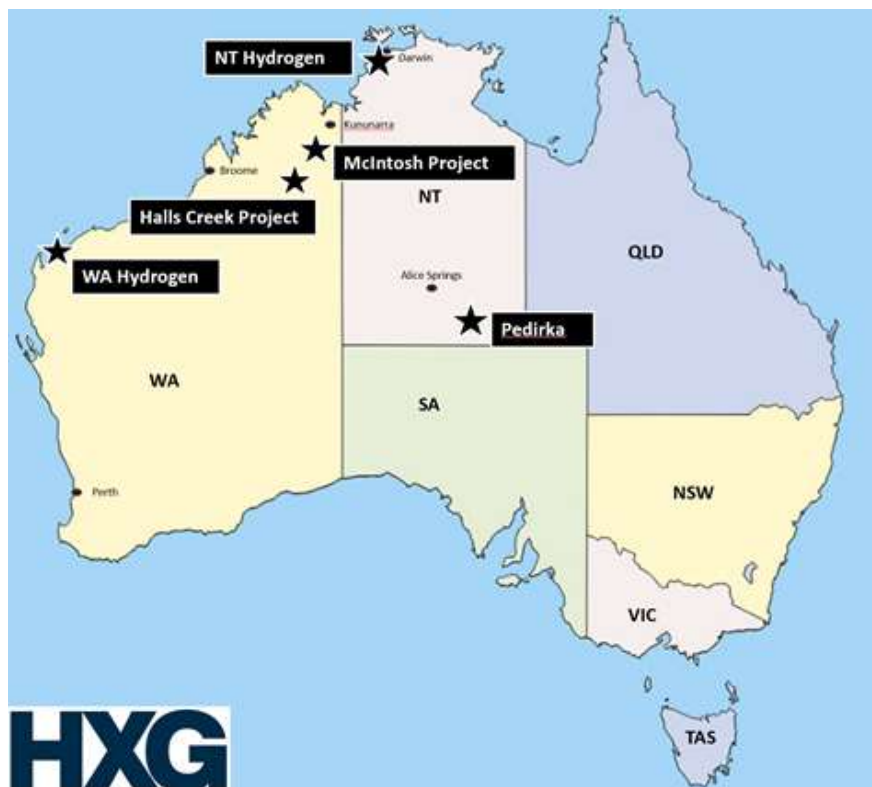 NT Hydrogen
Darwin
Kununarra
McIntosh Project
Broome
Halls Creek Project
NT
WA Hydrogen
QLD
Alice Springs
Pedirka
WA
SA
Perth
NSW
VIC
TAS
HXG